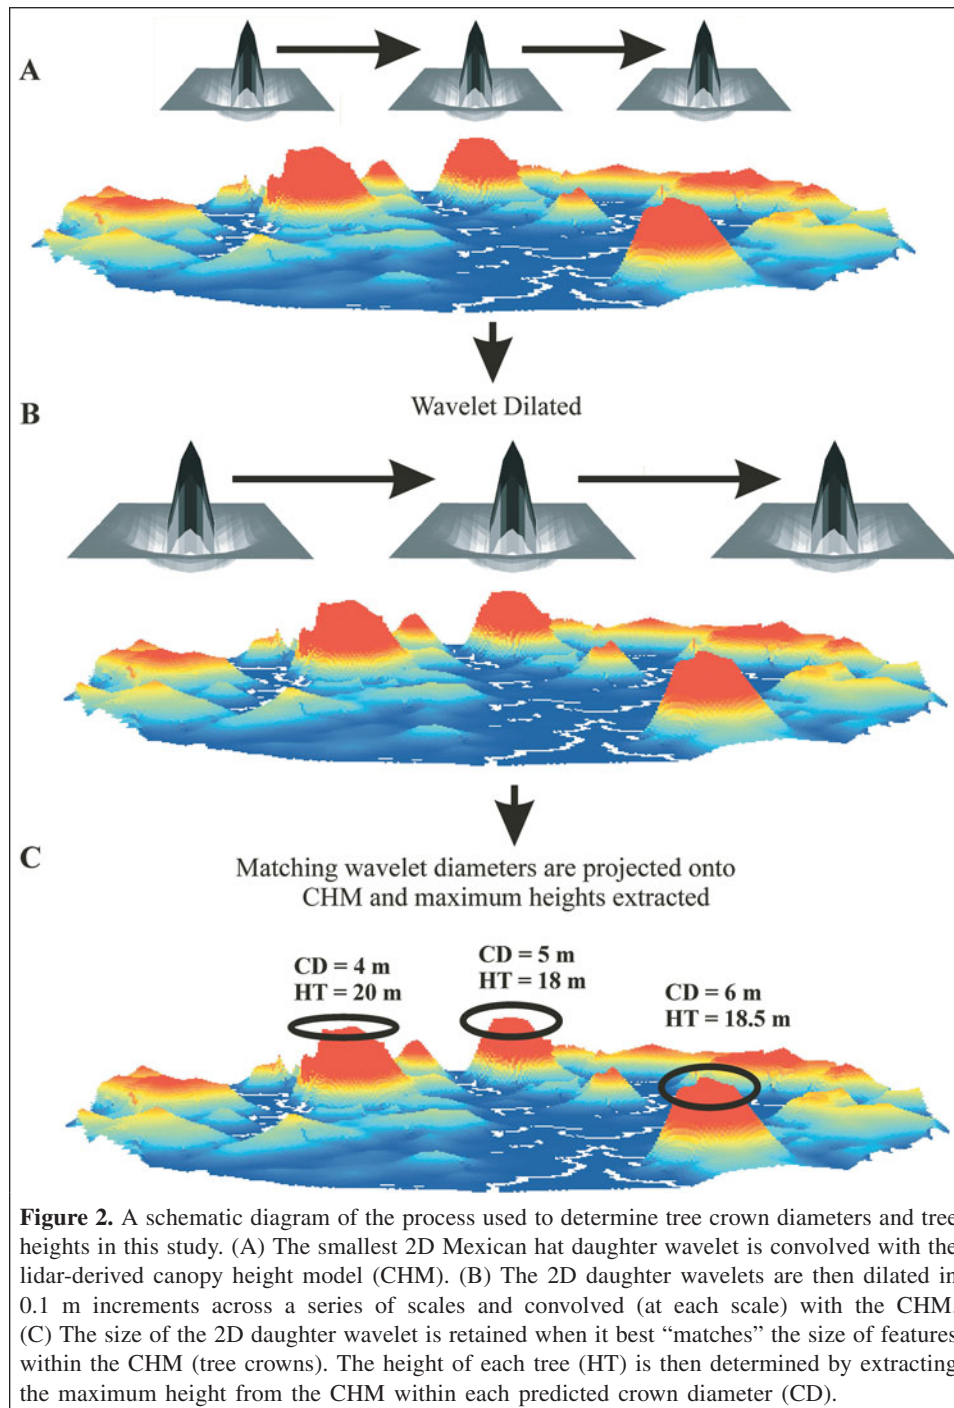 A
Wavelet Dilated
B
C
Matching wavelet diameters are projected onto
CHM and maximum heights extracted
CD = 4 m
HT = 20 m
CD = 5 m
HT = 18 m
CD = 6 m
HT = 18.5 m
Figure 2. A schematic diagram of the process used to determine tree crown diameters and tree
heights in this study. (A) The smallest 2D Mexican hat daughter wavelet is convolved with the
lidar-derived canopy height model (CHM). (B) The 2D daughter wavelets are then dilated in
0.1 m increments across a series of scales and convolved (at each scale) with the CHM.
(C) The size of the 2D daughter wavelet is retained when it best “matches” the size of features
within the CHM (tree crowns). The height of each tree (HT) is then determined by extracting
the maximum height from the CHM within each predicted crown diameter (CD).